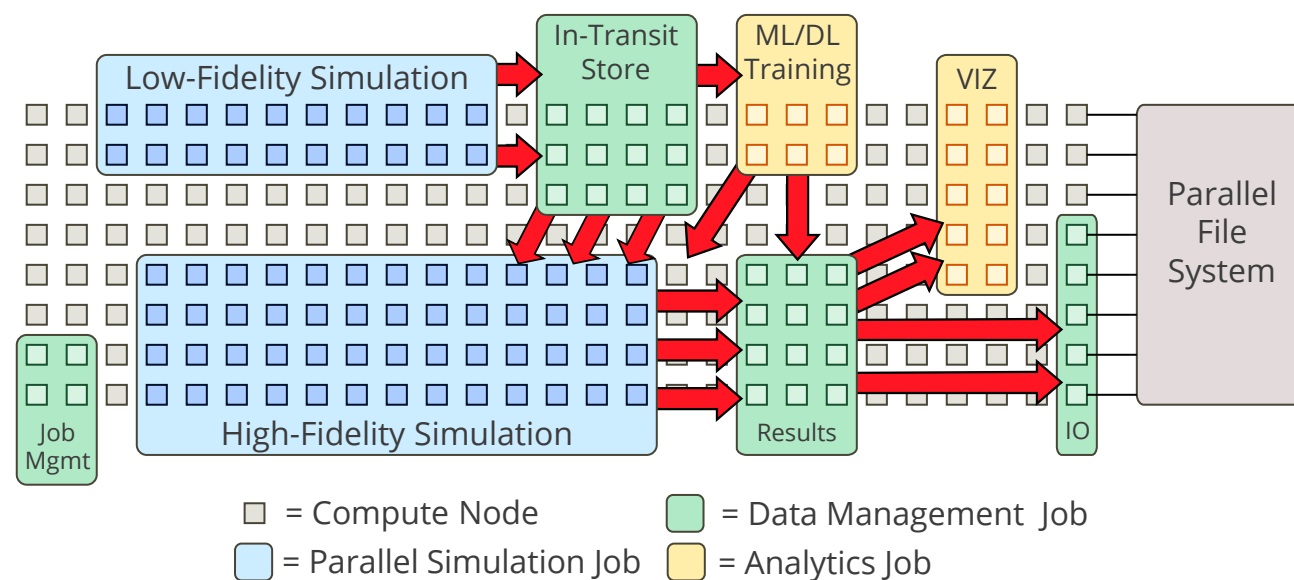 Low-Fidelity Simulation
In-Transit
Store
ML/DL
Training
VIZ
Parallel
File
System
Job
Mgmt
High-Fidelity Simulation
Results
IO
= Compute Node
= Data Management Job
= Parallel Simulation Job
= Analytics Job